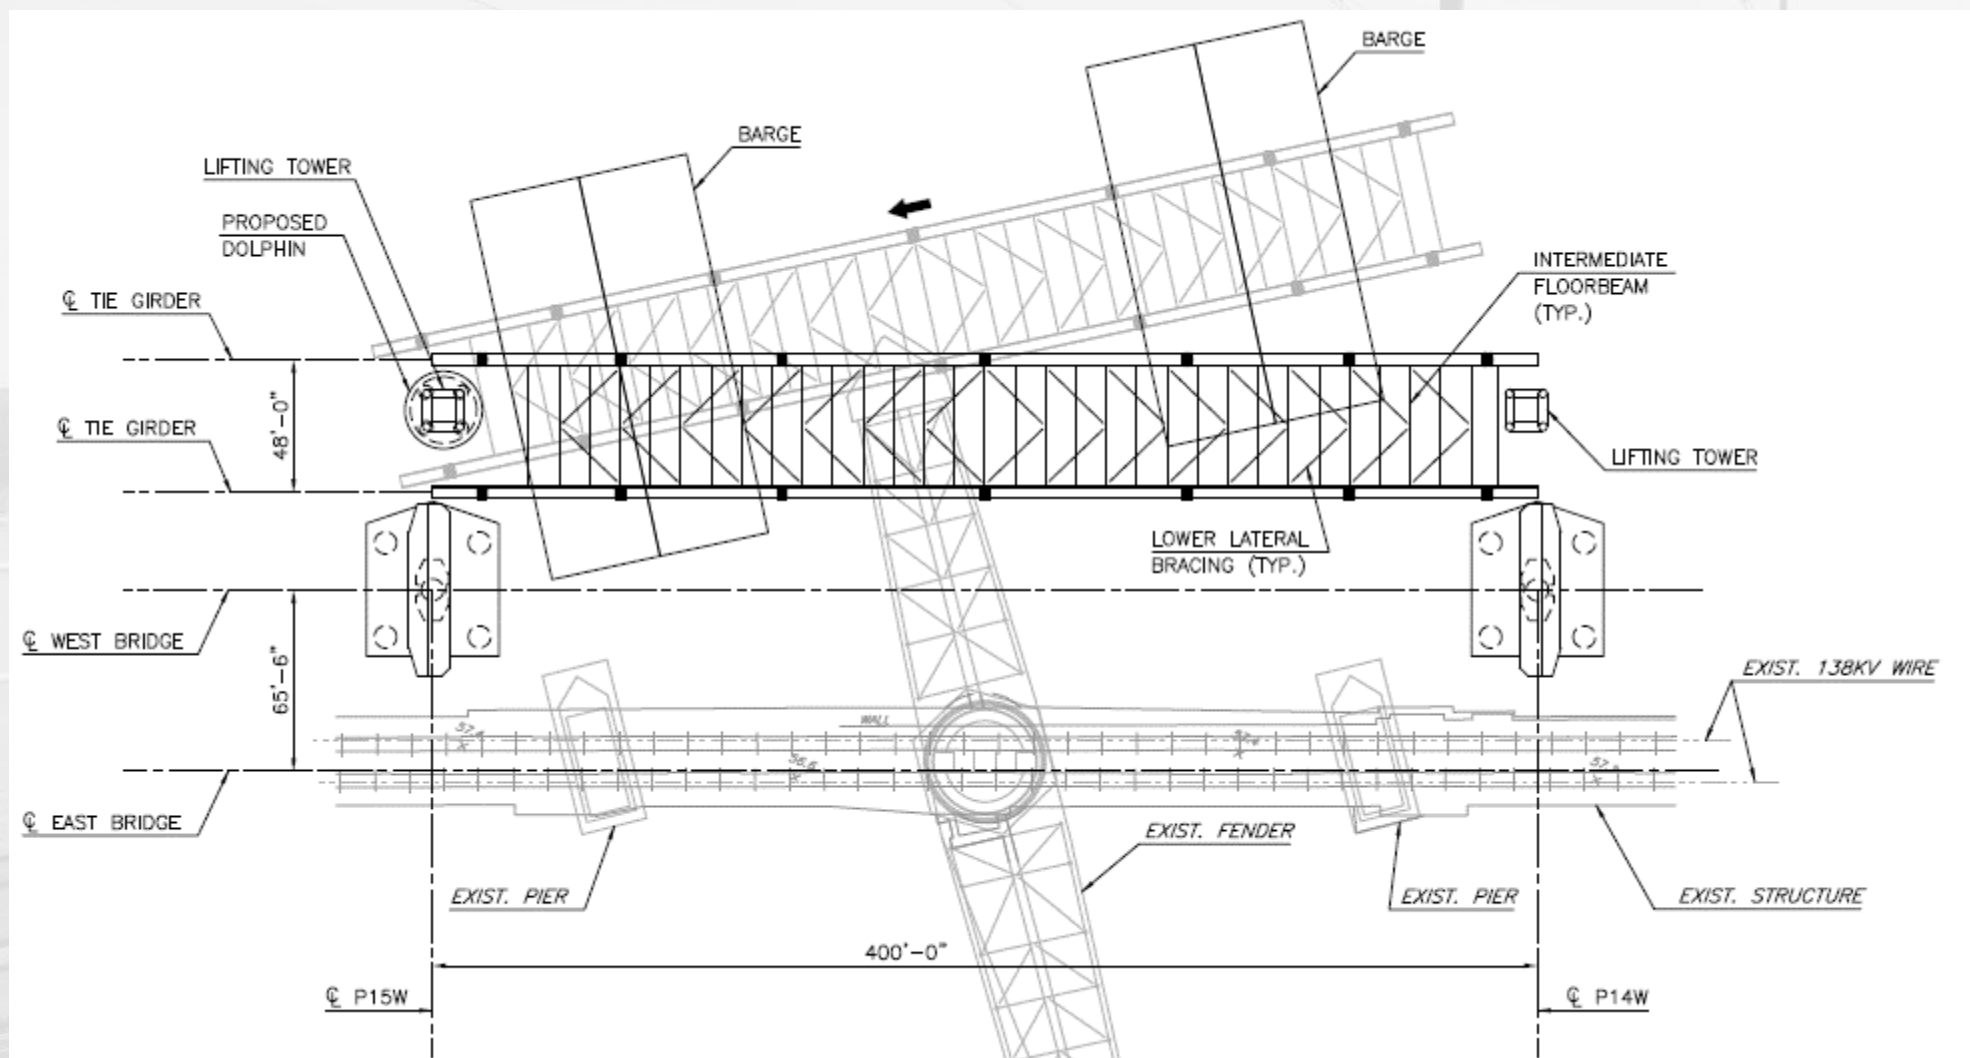 BARGE
BARGE
LIFTING TOWER
PROPOSED
DOLPHIN
INTERMEDIATE
FLOORBEAM
(TYP.)
℄ TIE GIRDER
℄ TIE GIRDER
48'-0"
LIFTING TOWER
LOWER LATERAL
BRACING (TYP.)
℄ WEST BRIDGE
65'-6"
EXIST. 138KV WIRE
WALL
56.6
℄ EAST BRIDGE
EXIST. FENDER
EXIST. PIER
EXIST. PIER
EXIST. STRUCTURE
400'-0"
℄ P15W
℄ P14W